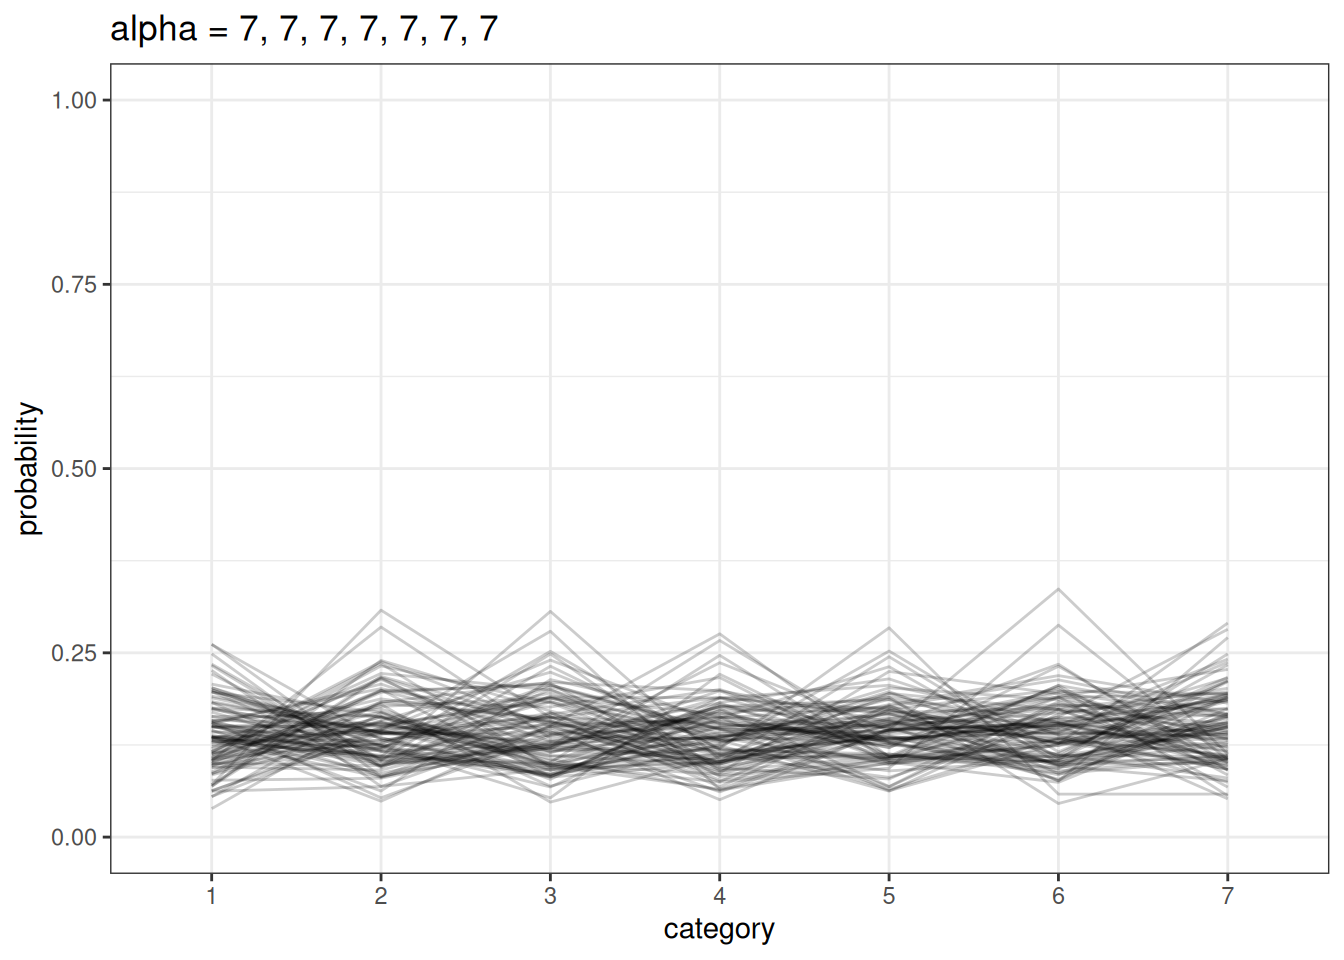 alpha = 7, 7, 7, 7, 7, 7, 7
1.00
0.75
0.50
0.25
0.00
probability
1 2 3 4 5 6 7
category